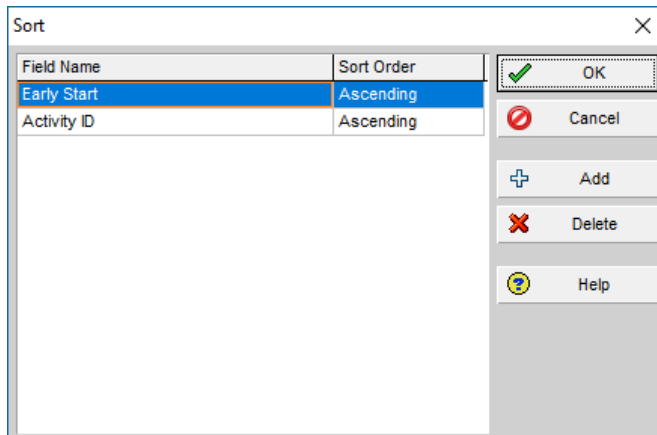 Sort
Field Name Sort Order
Early Start Ascending
Activity ID Ascending
OK
Cancel
Add
Delete
Help